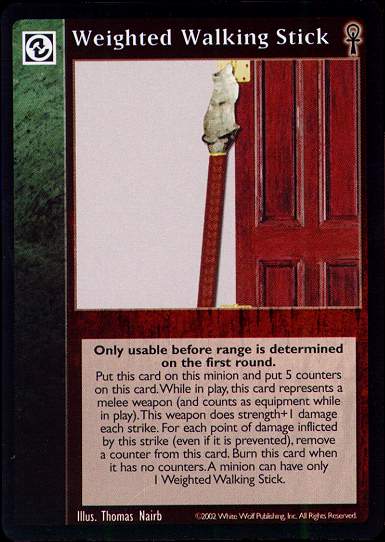 Weighted Walking Stick
Only usable before range is determined
on the first round.
Put this card on this minion and put 5 counters
on this card. While in play, this card represents a
melee weapon (and counts as equipment while
in play). This weapon does strength+1 damage
each strike. For each point of damage inflicted
by this strike (even if it is prevented), remove
a counter from this card. Burn this card when
it has no counters. A minion can have only
1 Weighted Walking Stick.
Illus. Thomas Nairb
©2002 White Wolf Publishing, Inc. All Rights Reserved.